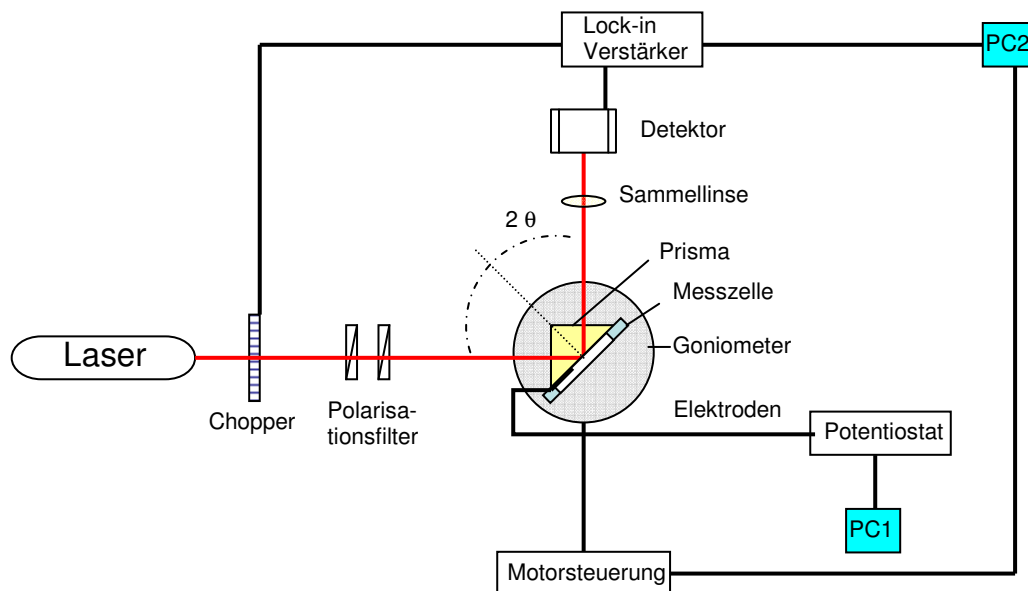 Lock-in
Verstärker
PC2
Detektor
Sammellinse
2 θ
Prisma
Messzelle
Goniometer
Laser
Chopper
Polarisa-
tionsfilter
Elektroden
Potentiostat
PC1
Motorsteuerung